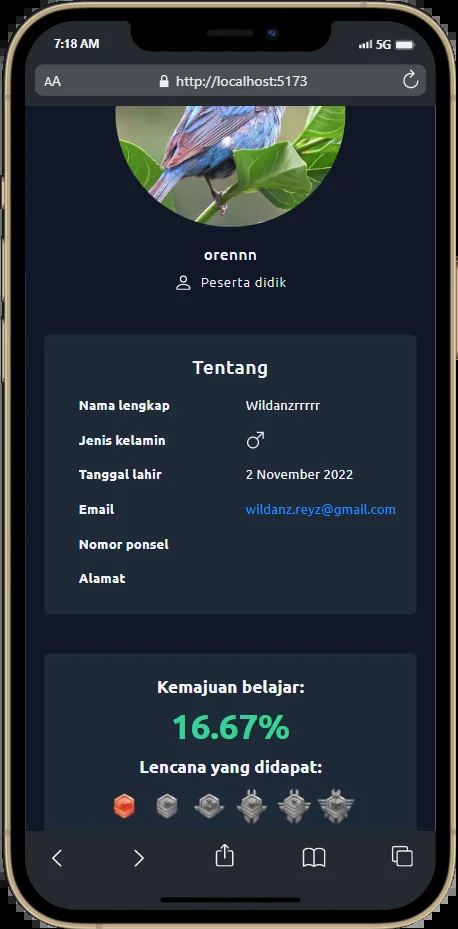 7:18 AM
5G
AA
http://localhost:5173
orennn
Peserta didik
Tentang
Nama lengkap Wildanzrrrrr
Jenis kelamin
Tanggal lahir 2 November 2022
Email wildanz.reyz@gmail.com
Nomor ponsel
Alamat
Kemajuan belajar:
16.67%
Lencana yang didapat: